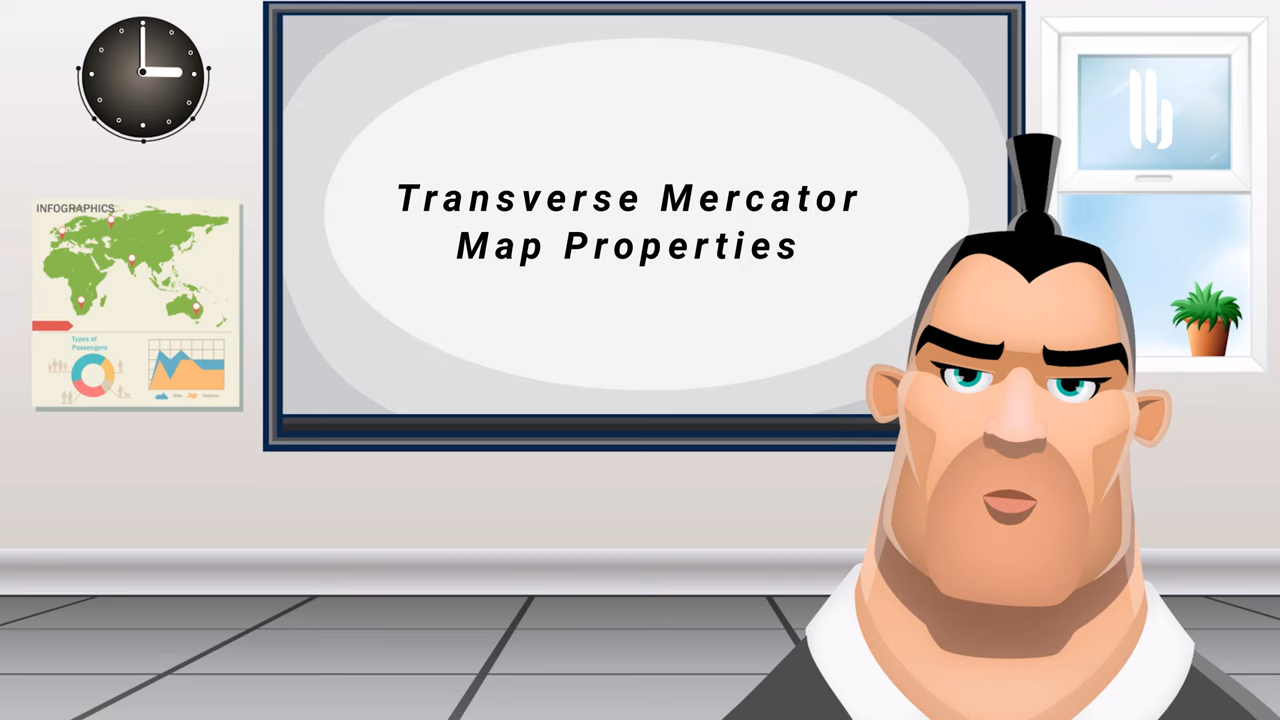 Transverse Mercator
Map Properties
INFOGRAPHICS
Types of
Passengers